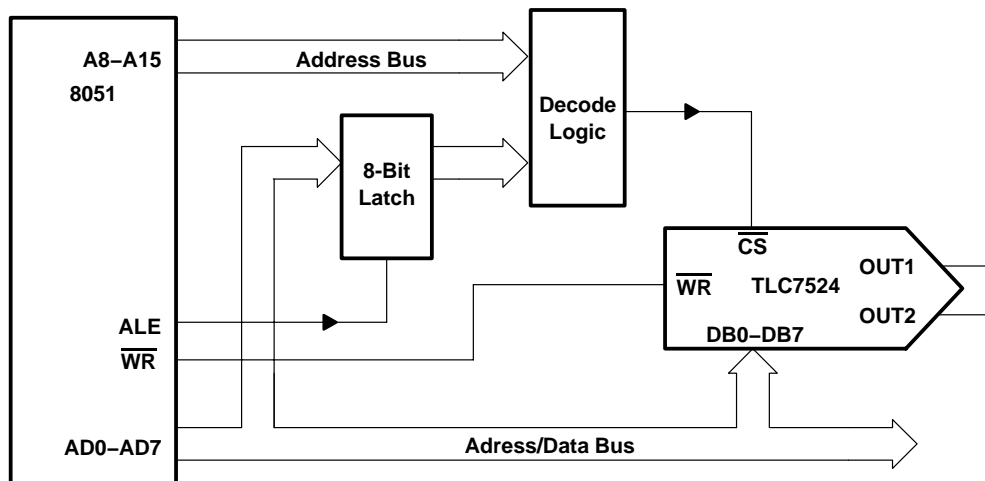 A8–A15
Address Bus
8051
Decode
Logic
8-Bit
Latch
CS
OUT1
WR
TLC7524
OUT2
ALE
DB0–DB7
WR
AD0–AD7
Adress/Data Bus